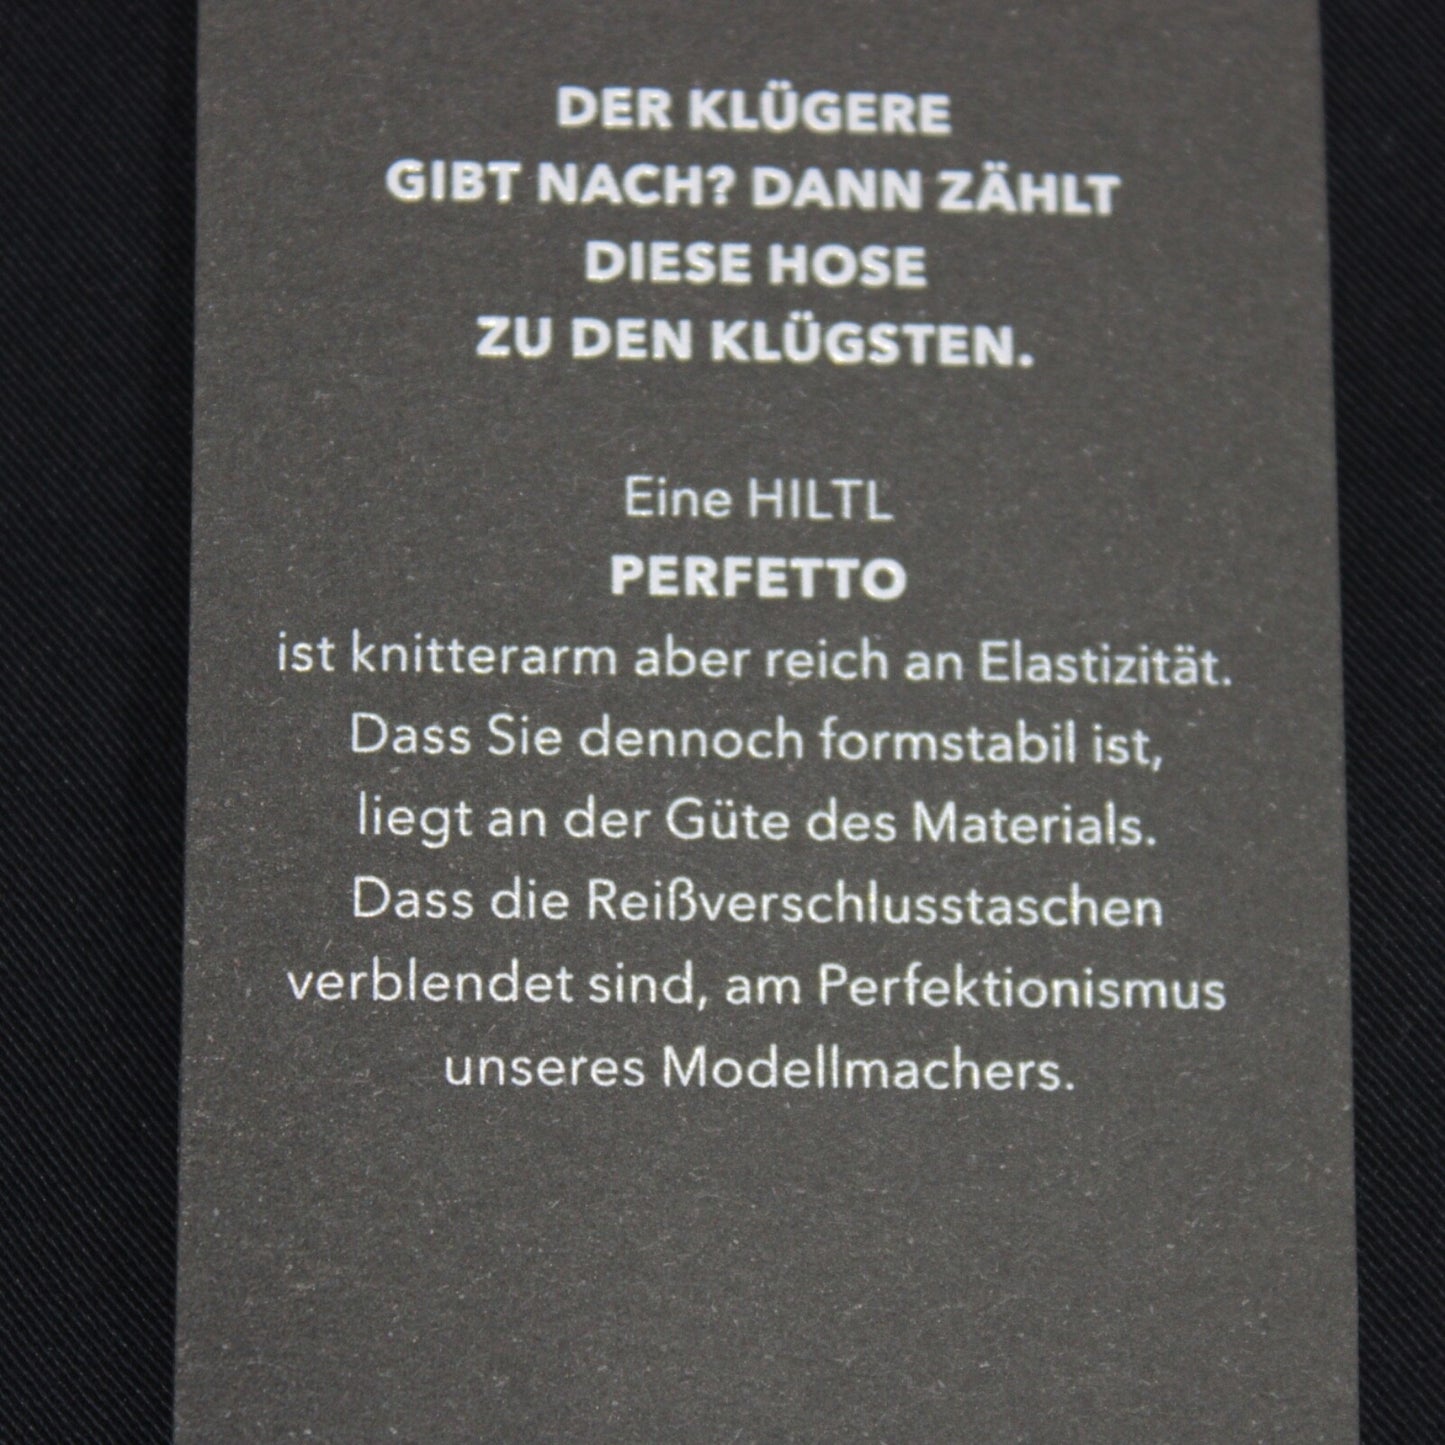 DER KLÜGERE
GIBT NACH? DANN ZÄHLT
DIESE HOSE
ZU DEN KLÜGSTEN.
Eine HILTL
PERFETTO
ist knitterarm aber reich an Elastizität.
Dass Sie dennoch formstabil ist,
liegt an der Güte des Materials.
Dass die Reißverschlusstaschen
verblendet sind, am Perfektionismus
unseres Modellmachers.